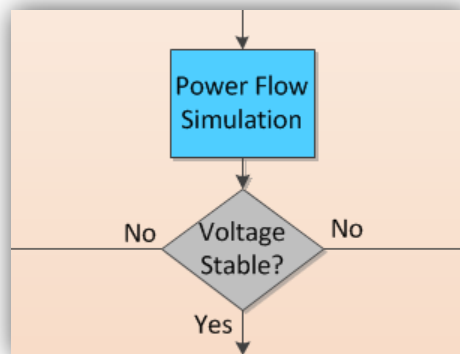 Power Flow
Simulation
No
Voltage
Stable?
No
Yes